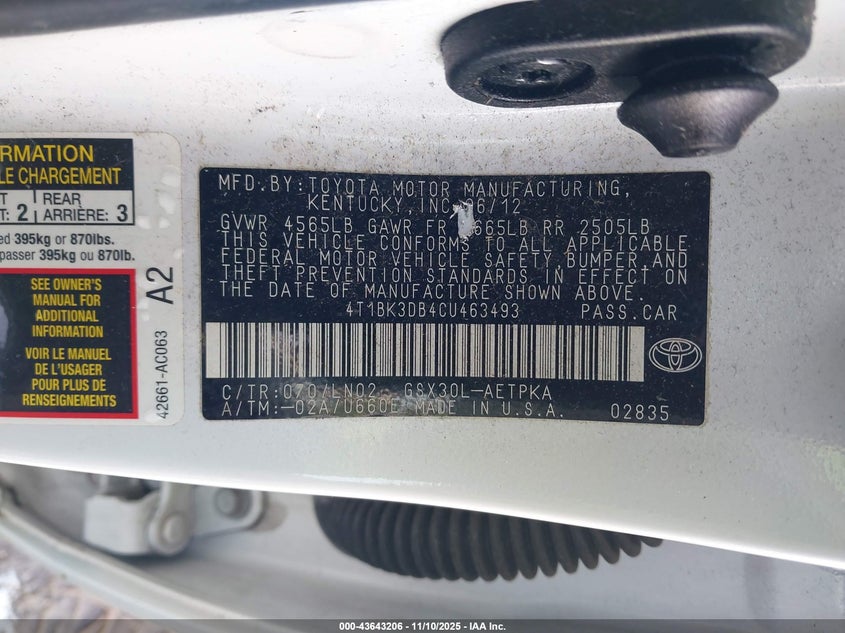 RMATION
LE CHARGEMENT
T 2 REAR
T: ARRIÈRE: 3
ed 395kg or 870lbs.
passer 395kg ou 870lb.
SEE OWNER'S
MANUAL FOR
ADDITIONAL
INFORMATION
VOIR LE MANUEL
DE L'USAGER
POUR PLUS DE
RENSEIGNEMENTS
42661-AC063
A2
MFD. BY: TOYOTA MOTOR MANUFACTURING,
KENTUCKY, INC. 06/12
GVWR 4565LB GAWR FR 665LB RR 2505LB
THIS VEHICLE CONFORMS TO ALL APPLICABLE
FEDERAL MOTOR VEHICLE SAFETY, BUMPER AND
THEFT PREVENTION STANDARDS IN EFFECT ON
THE DATE OF MANUFACTURE SHOWN ABOVE.
4T1BK3DB4CU463493 PASS.CAR
C/TR: 070/LN02 GSX30L-AETPKA
A/TM: -02A/U660E MADE IN U.S.A.
02835
000-43643206 — 11/10/2025 — IAA Inc.